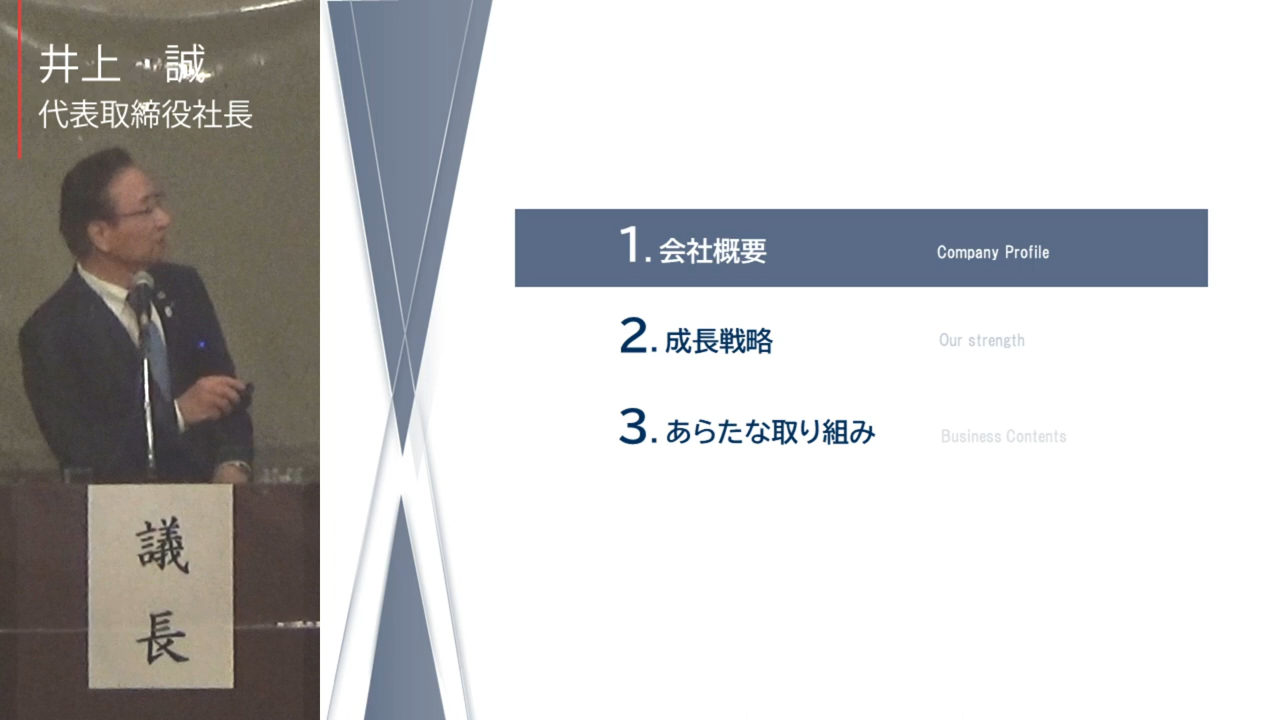 井上 誠
代表取締役社長
議
長
1. 会社概要 Company Profile
2. 成長戦略 Our strength
3. あらたな取り組み Business Contents